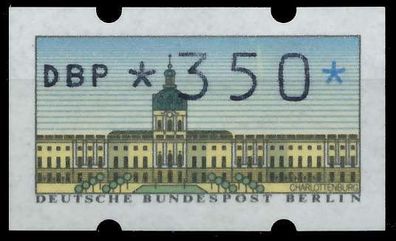 DBP *350*
CHARLOTTENBURG
DEUTSCHE BUNDESPOST BERLIN